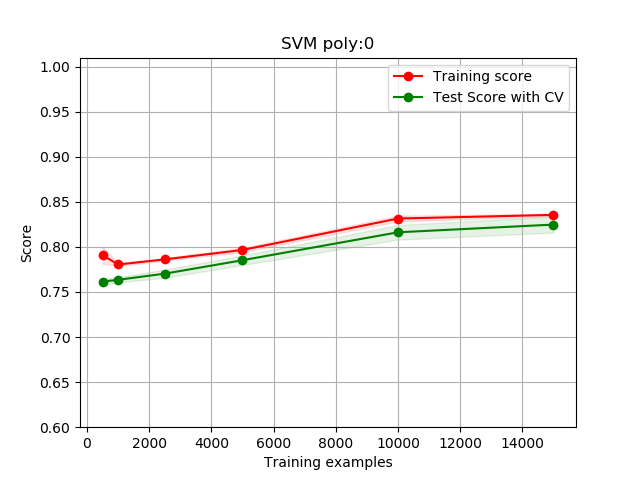 SVM poly:0
1.00
0.95
0.90
0.85
0.80
0.75
0.70
0.65
0.60
Score
Training score
Test Score with CV
0 2000 4000 6000 8000 10000 12000 14000
Training examples